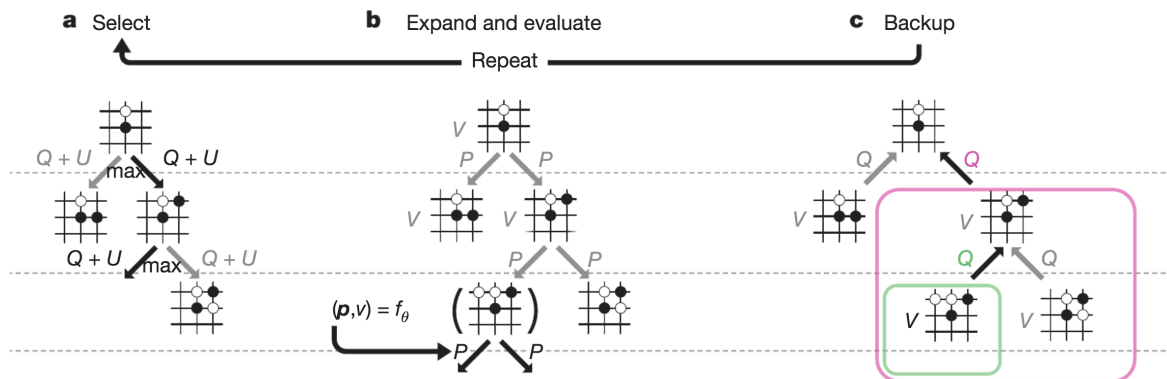 a Select
b Expand and evaluate
c Backup
Repeat
Q + U
max
Q + U
Q + U
max
Q + U
V
P
P
V
V
P
P
(p,v) = fθ
( )
P
P
Q
Q
V
V
Q
Q
V
V